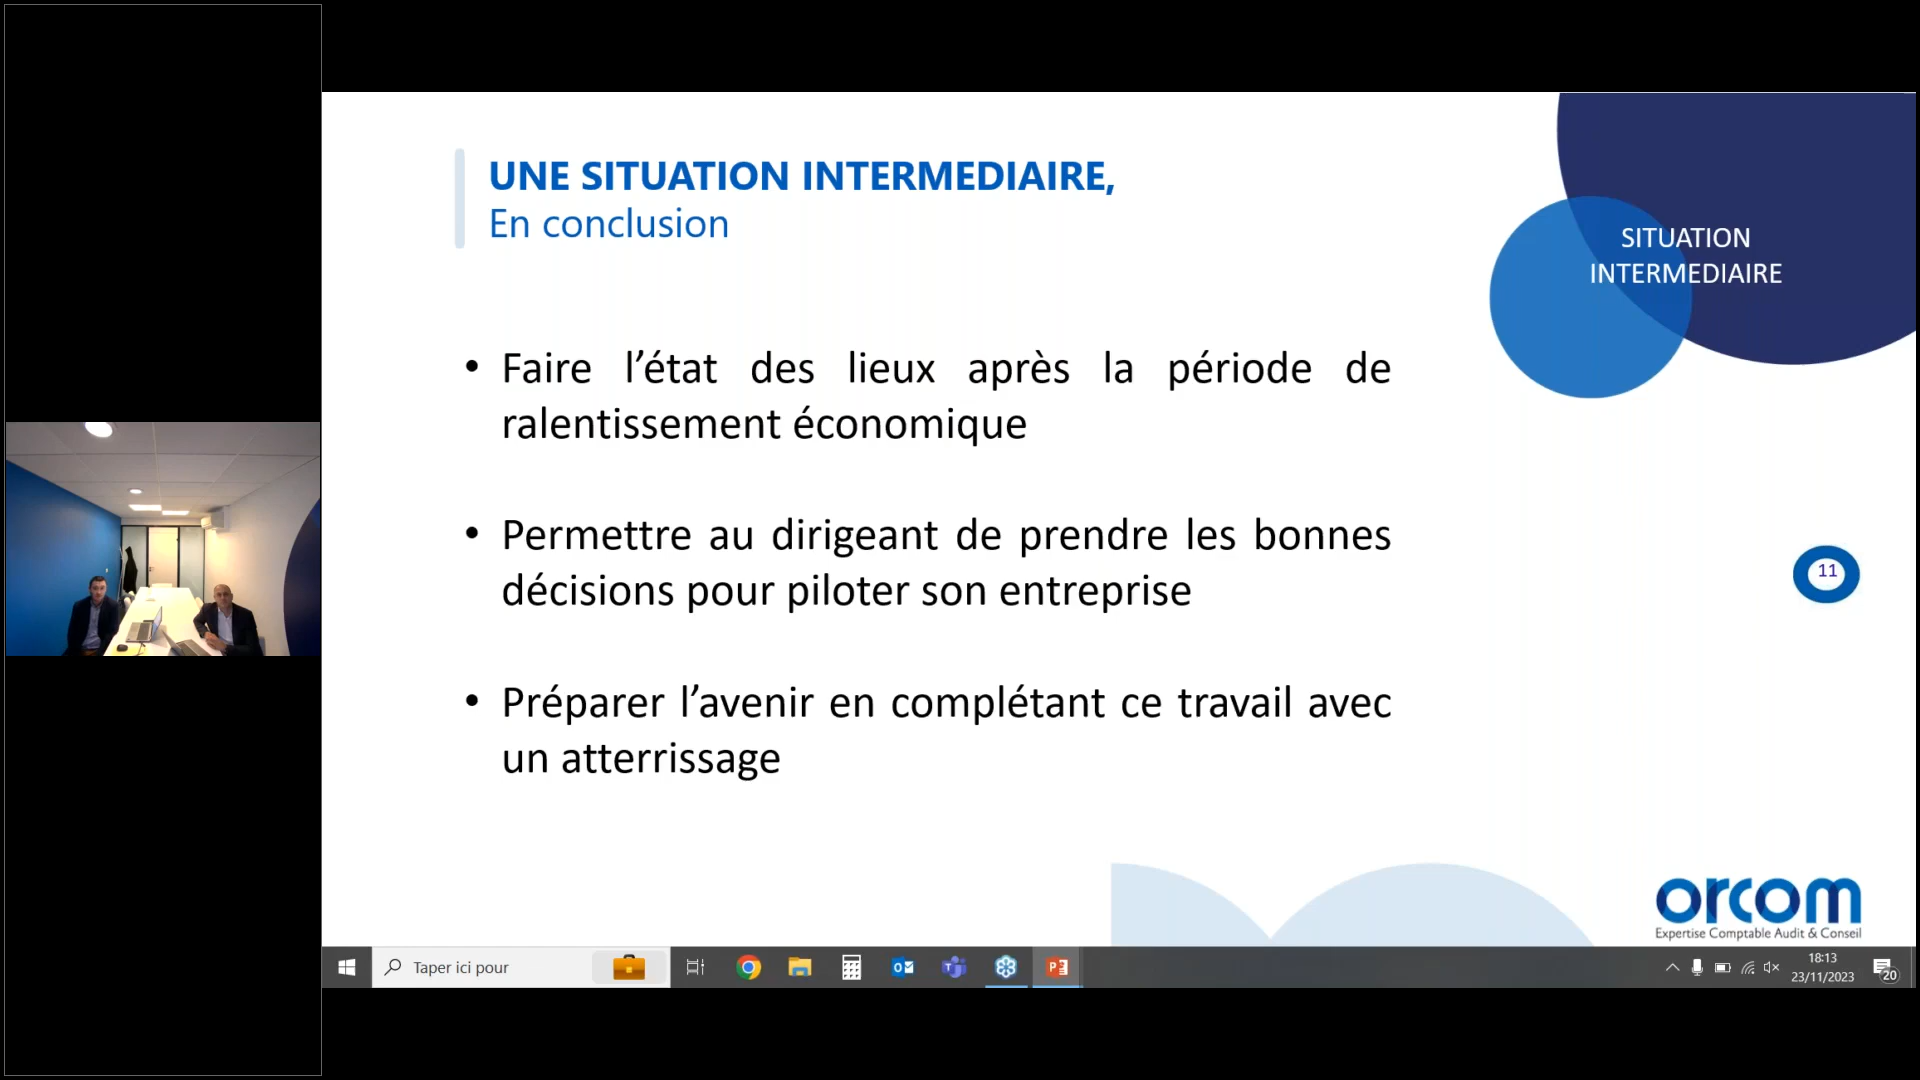 UNE SITUATION INTERMEDIAIRE,
En conclusion
SITUATION
INTERMEDIAIRE
• Faire l’état des lieux après la période de
ralentissement économique
• Permettre au dirigeant de prendre les bonnes
décisions pour piloter son entreprise
• Préparer l’avenir en complétant ce travail avec
un atterrissage
11
orcom
Expertise Comptable Audit & Conseil
Taper ici pour
18:13
23/11/2023
20